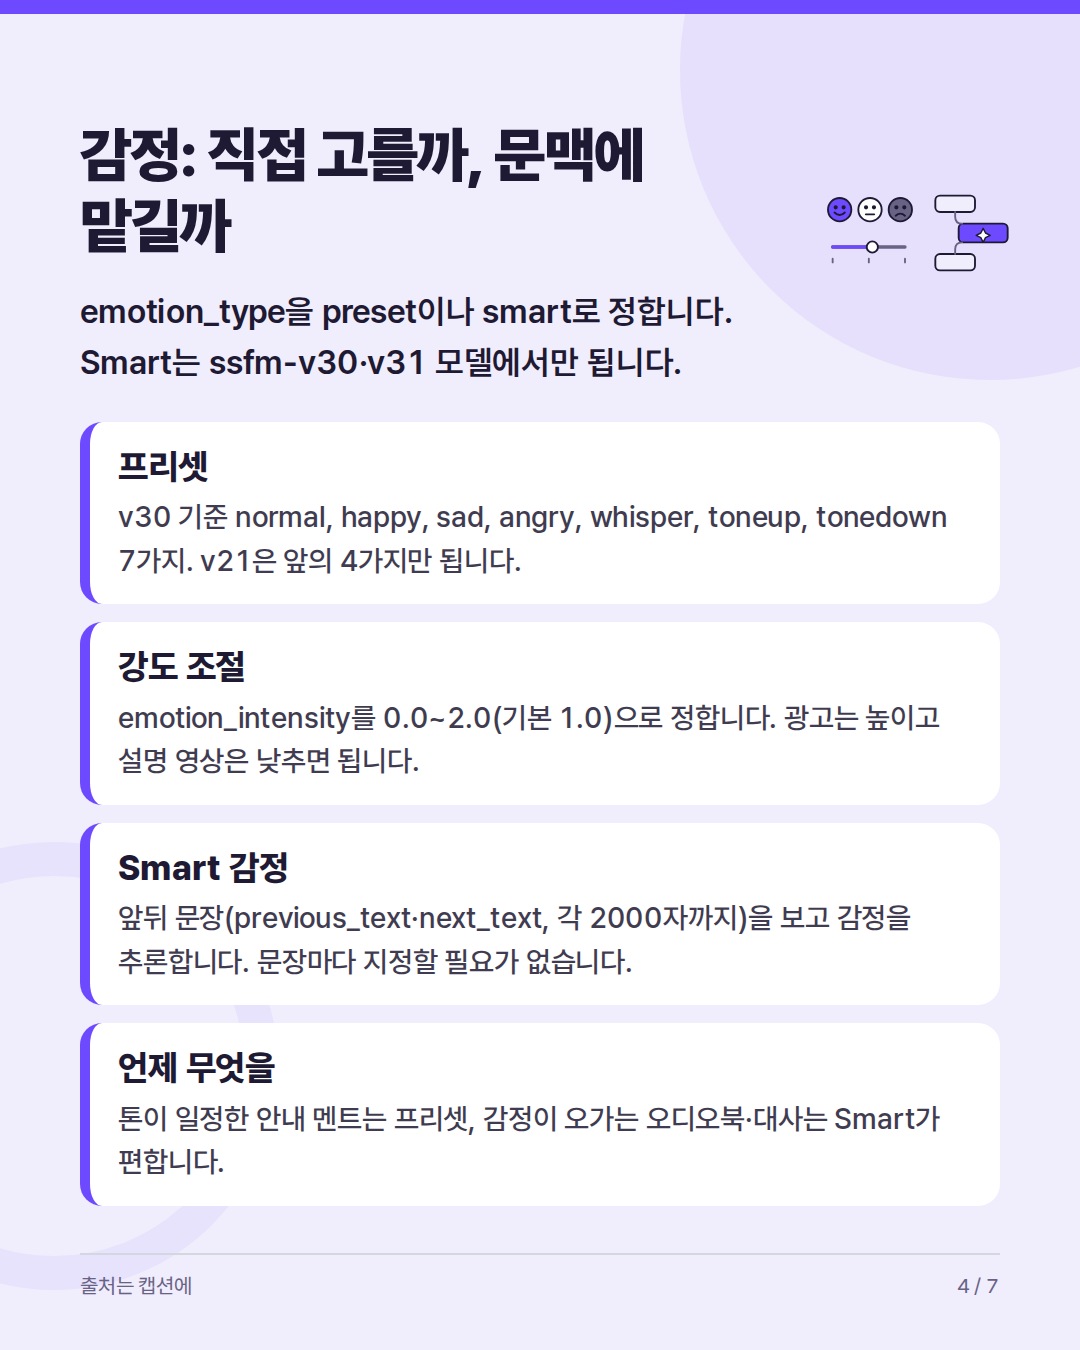 감정: 직접 고를까, 문맥에
맡길까
emotion_type을 preset이나 smart로 정합니다.
Smart는 ssfm-v30·v31 모델에서만 됩니다.
프리셋
v30 기준 normal, happy, sad, angry, whisper, toneup, tonedown
7가지. v21은 앞의 4가지만 됩니다.
강도 조절
emotion_intensity를 0.0~2.0(기본 1.0)으로 정합니다. 광고는 높이고
설명 영상은 낮추면 됩니다.
Smart 감정
앞뒤 문장(previous_text·next_text, 각 2000자까지)을 보고 감정을
추론합니다. 문장마다 지정할 필요가 없습니다.
언제 무엇을
톤이 일정한 안내 멘트는 프리셋, 감정이 오가는 오디오북·대사는 Smart가
편합니다.
출처는 캡션에
4 / 7